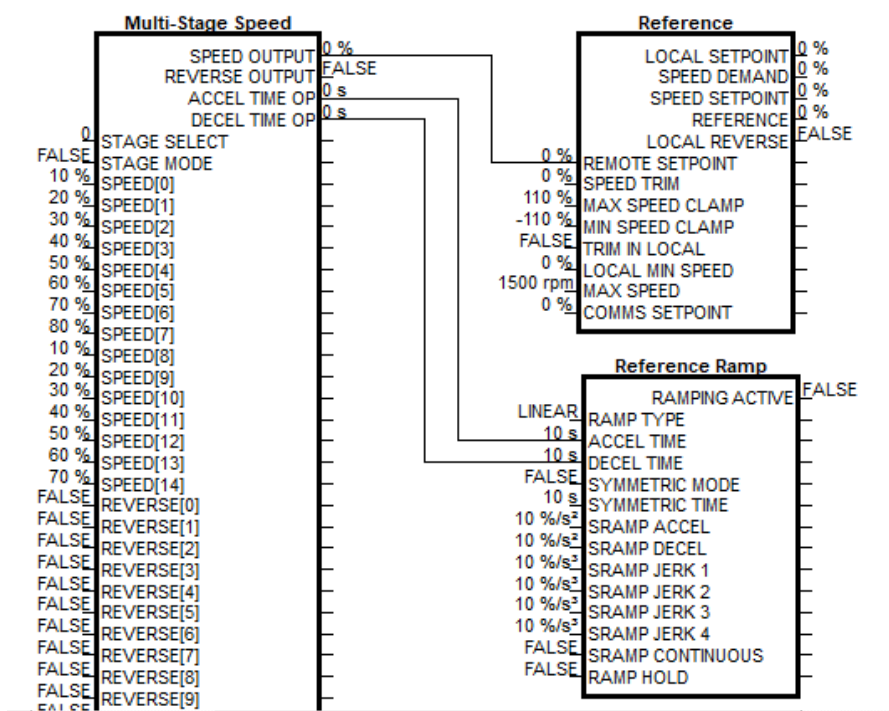 Multi-Stage Speed
SPEED OUTPUT 0 %
REVERSE OUTPUT FALSE
ACCEL TIME OP 0 s
DECEL TIME OP 0 s
0 STAGE SELECT
FALSE STAGE MODE
10 % SPEED[0]
20 % SPEED[1]
30 % SPEED[2]
40 % SPEED[3]
50 % SPEED[4]
60 % SPEED[5]
70 % SPEED[6]
80 % SPEED[7]
10 % SPEED[8]
20 % SPEED[9]
30 % SPEED[10]
40 % SPEED[11]
50 % SPEED[12]
60 % SPEED[13]
70 % SPEED[14]
FALSE REVERSE[0]
FALSE REVERSE[1]
FALSE REVERSE[2]
FALSE REVERSE[3]
FALSE REVERSE[4]
FALSE REVERSE[5]
FALSE REVERSE[6]
FALSE REVERSE[7]
FALSE REVERSE[8]
FALSE REVERSE[9]
Reference
LOCAL SETPOINT 0 %
SPEED DEMAND 0 %
SPEED SETPOINT 0 %
REFERENCE 0 %
LOCAL REVERSE FALSE
0 % REMOTE SETPOINT
0 % SPEED TRIM
110 % MAX SPEED CLAMP
-110 % MIN SPEED CLAMP
FALSE TRIM IN LOCAL
0 % LOCAL MIN SPEED
1500 rpm MAX SPEED
0 % COMMS SETPOINT
Reference Ramp
RAMPING ACTIVE FALSE
LINEAR RAMP TYPE
10 s ACCEL TIME
10 s DECEL TIME
FALSE SYMMETRIC MODE
10 s SYMMETRIC TIME
10 %/s² SRAMP ACCEL
10 %/s² SRAMP DECEL
10 %/s³ SRAMP JERK 1
10 %/s³ SRAMP JERK 2
10 %/s³ SRAMP JERK 3
10 %/s³ SRAMP JERK 4
FALSE SRAMP CONTINUOUS
FALSE RAMP HOLD